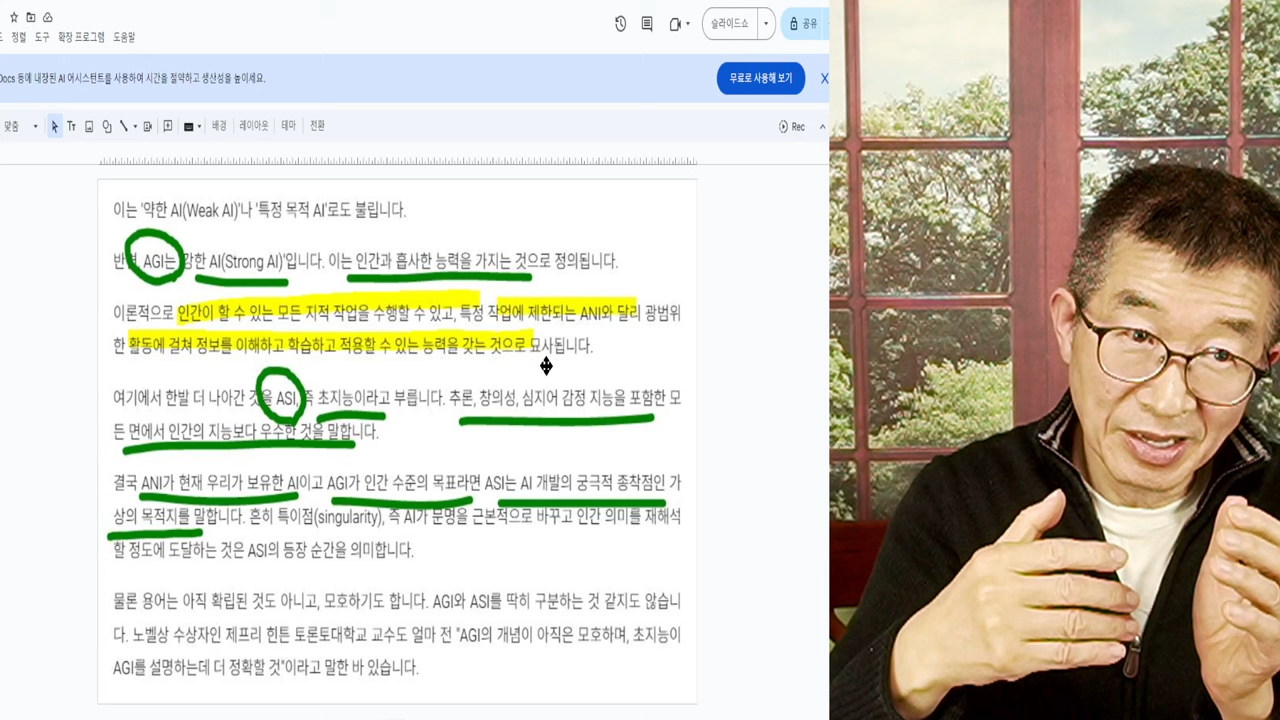 정렬 도구 확장 프로그램 도움말
슬라이드쇼
공유
Docs 등에 내장된 AI 어시스턴트를 사용하여 시간을 절약하고 생산성을 높이세요.
무료로 사용해 보기
맞춤
배경 레이아웃 테마 전환
Rec
이는 '약한 AI(Weak AI)'나 '특정 목적 AI'로도 불립니다.
AGI는 '강한 AI(Strong AI)'입니다. 이는 인간과 흡사한 능력을 가지는 것으로 정의됩니다.
이론적으로 인간이 할 수 있는 모든 지적 작업을 수행할 수 있고, 특정 작업에 제한되는 ANI와 달리 광범위
한 활동에 걸쳐 정보를 이해하고 학습하고 적용할 수 있는 능력을 갖는 것으로 묘사됩니다.
여기에서 한발 더 나아간 것을 ASI, 즉 초지능이라고 부릅니다. 추론, 창의성, 심지어 감정 지능을 포함한 모
든 면에서 인간의 지능보다 우수한 것을 말합니다.
결국 ANI가 현재 우리가 보유한 AI이고 AGI가 인간 수준의 목표라면 ASI는 AI 개발의 궁극적 종착점인 가
상의 목적지를 말합니다. 흔히 특이점(singularity), 즉 AI가 문명을 근본적으로 바꾸고 인간 의미를 재해석
할 정도에 도달하는 것은 ASI의 등장 순간을 의미합니다.
물론 용어는 아직 확립된 것도 아니고, 모호하기도 합니다. AGI와 ASI를 딱히 구분하는 것 같지도 않습니
다. 노벨상 수상자인 제프리 힌튼 토론토대학교 교수도 얼마 전 "AGI의 개념이 아직은 모호하며, 초지능이
AGI를 설명하는데 더 정확할 것"이라고 말한 바 있습니다.